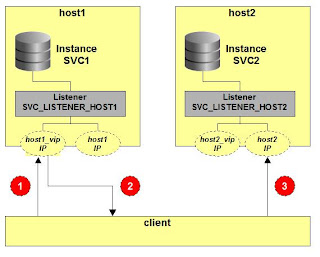 host1
host2
Instance
SVC1
Instance
SVC2
Listener
SVC_LISTENER_HOST1
Listener
SVC_LISTENER_HOST2
host1_vip
IP
host1
IP
host2_vip
IP
host2
IP
1
2
3
client